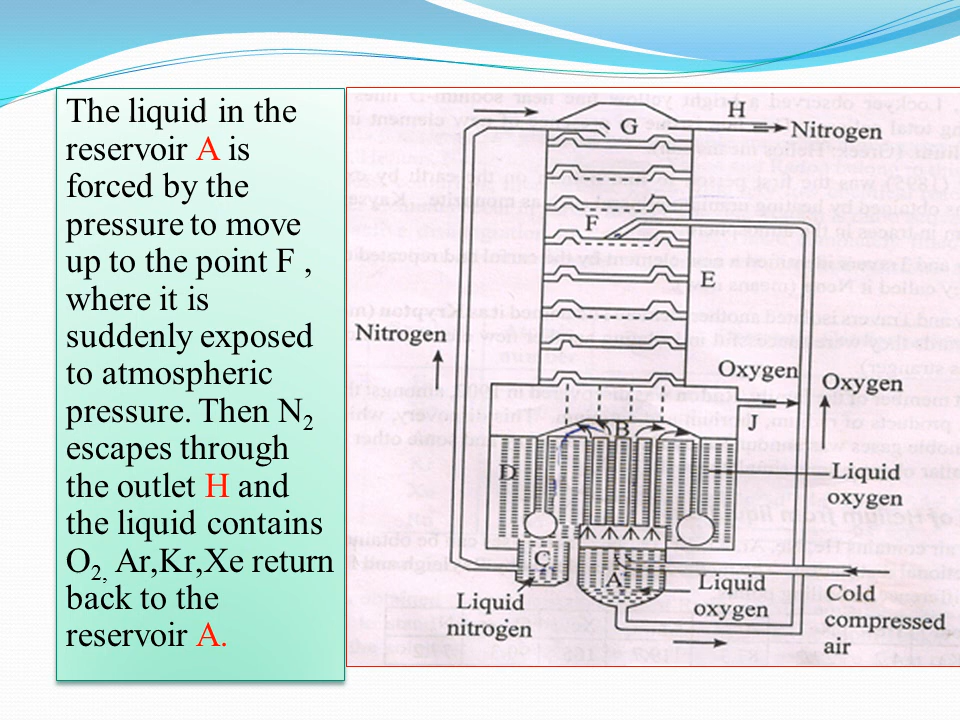 The liquid in the
reservoir A is
forced by the
pressure to move
up to the point F ,
where it is
suddenly exposed
to atmospheric
pressure. Then N2
escapes through
the outlet H and
the liquid contains
O2, Ar,Kr,Xe return
back to the
reservoir A.
H
G
Nitrogen
F
E
Nitrogen
Oxygen
Oxygen
J
B
D
Liquid
oxygen
C
A
Liquid
nitrogen
Liquid
oxygen
Cold
compressed
air